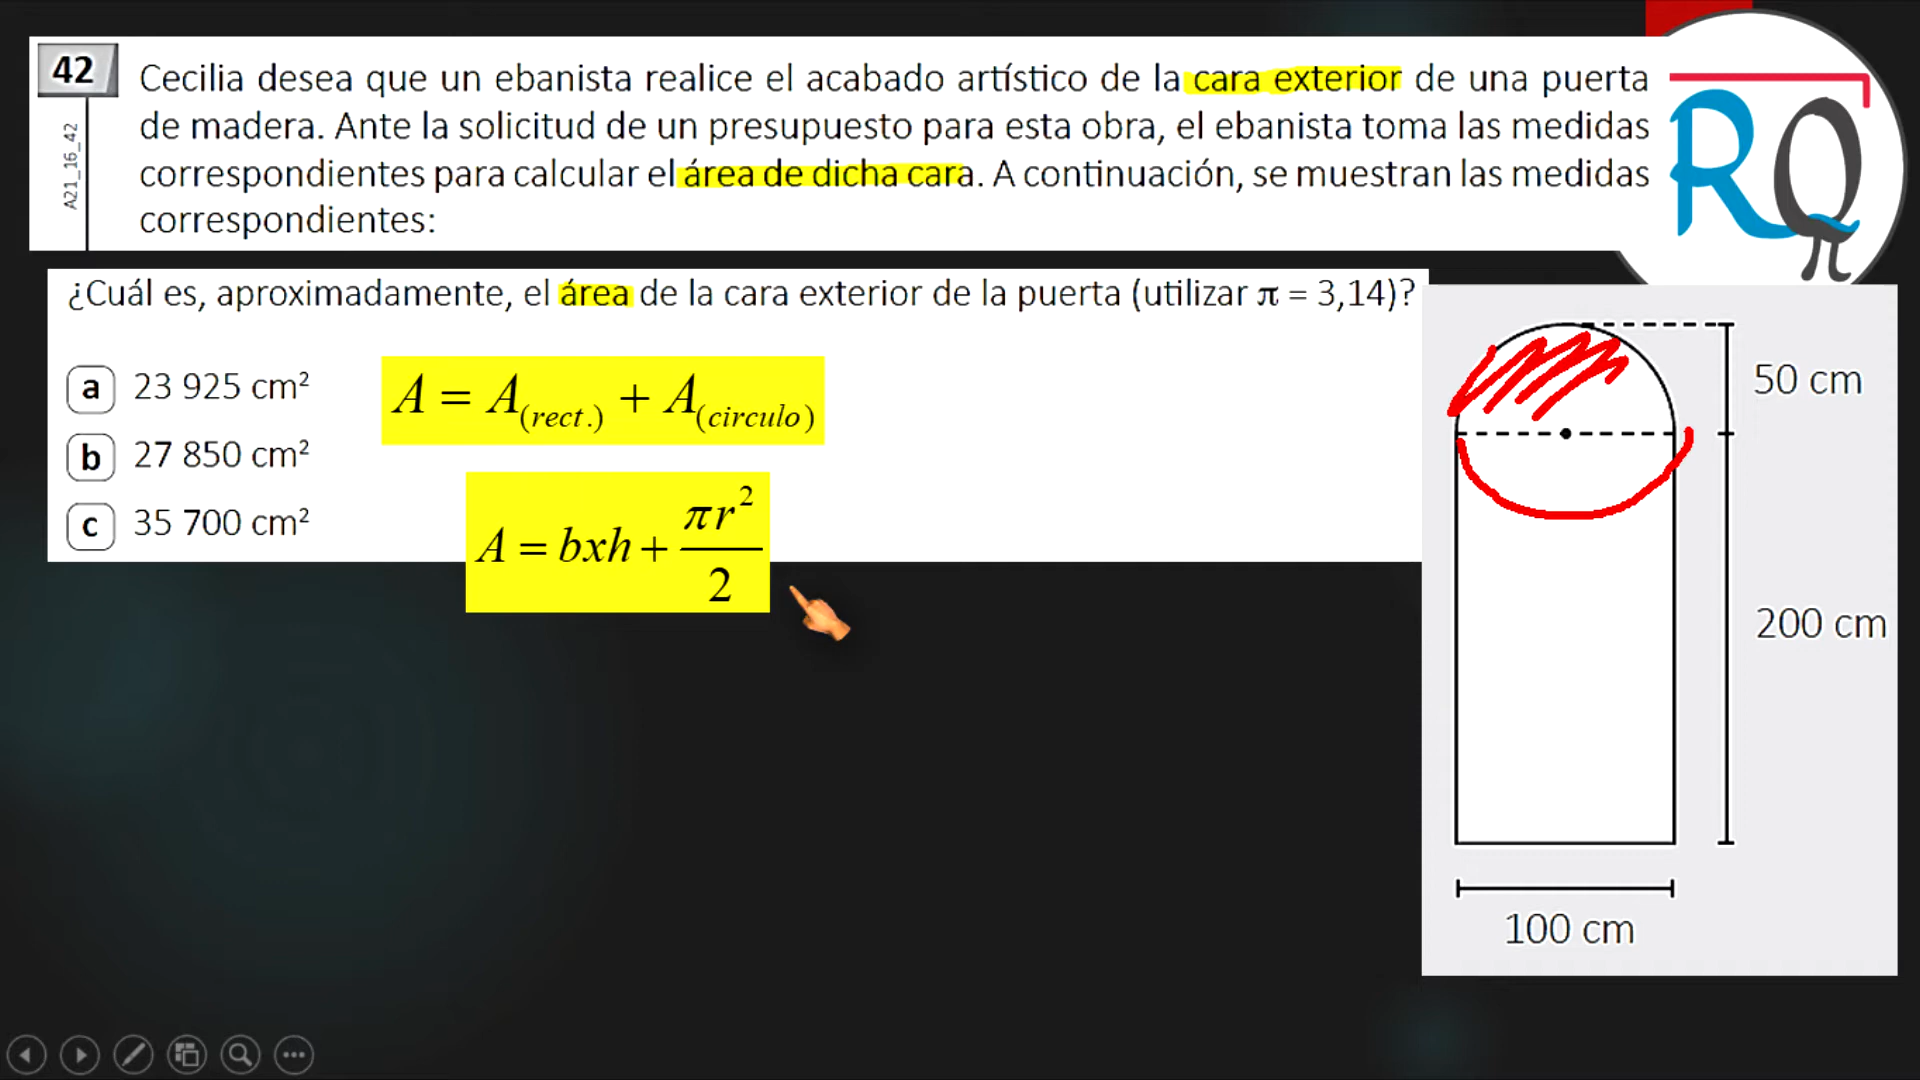 42
Cecilia desea que un ebanista realice el acabado artístico de la cara exterior de una puerta
de madera. Ante la solicitud de un presupuesto para esta obra, el ebanista toma las medidas
correspondientes para calcular el área de dicha cara. A continuación, se muestran las medidas
correspondientes:
A21_16_42
RQπ
¿Cuál es, aproximadamente, el área de la cara exterior de la puerta (utilizar π = 3,14)?
a 23 925 cm²
b 27 850 cm²
c 35 700 cm²
A = A(rect.) + A(circulo)
A = bxh + πr²/2
50 cm
200 cm
100 cm